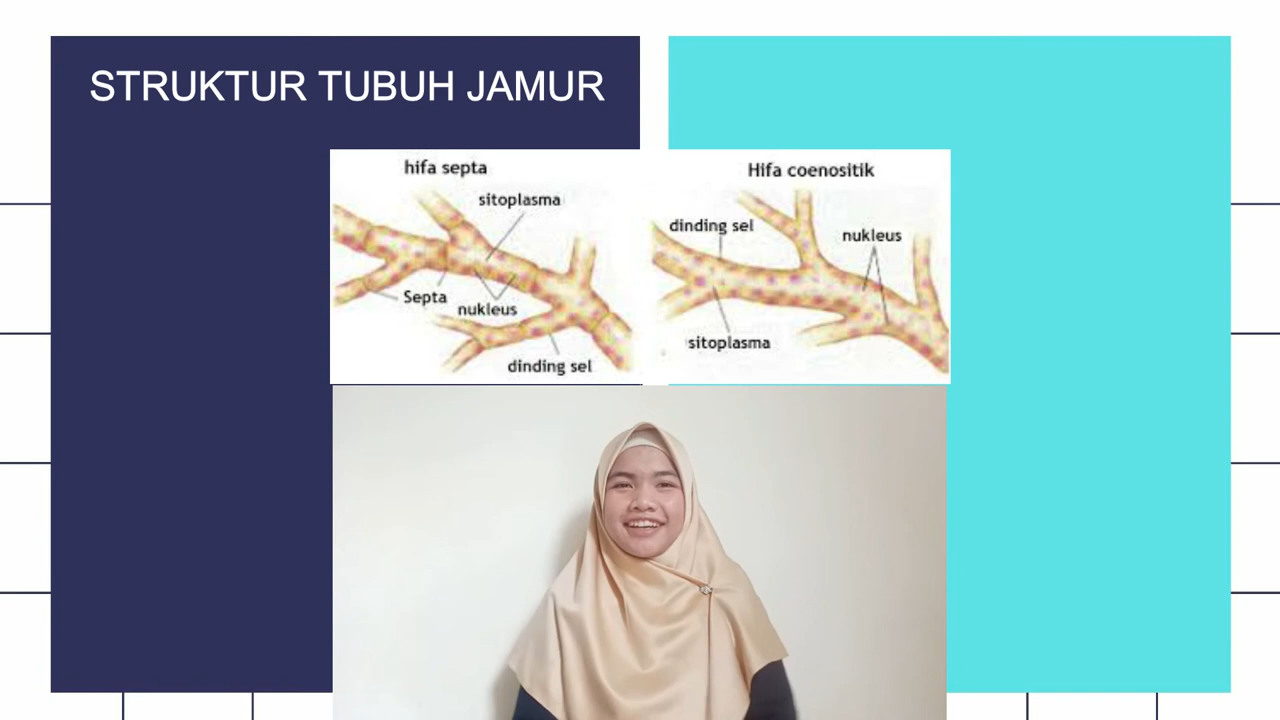 STRUKTUR TUBUH JAMUR
hifa septa
sitoplasma
Septa
nukleus
dinding sel
Hifa coenositik
dinding sel
nukleus
sitoplasma